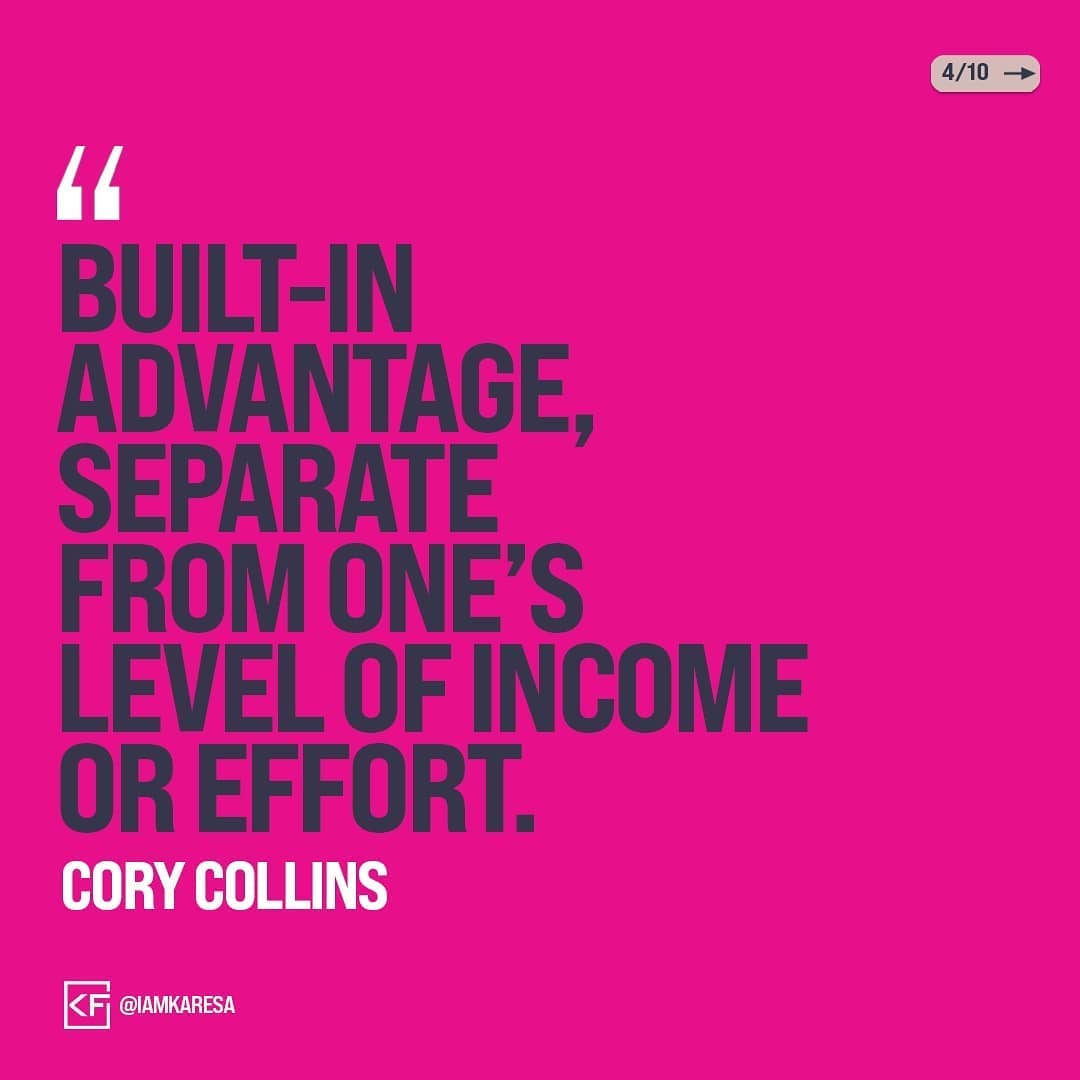 4/10 →
“
BUILT-IN
ADVANTAGE,
SEPARATE
FROM ONE’S
LEVEL OF INCOME
OR EFFORT.
CORY COLLINS
KF @IAMKARESA